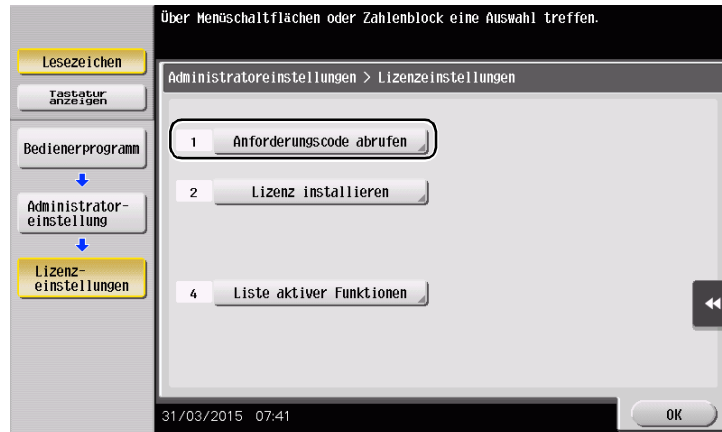 Über Menüschaltflächen oder Zahlenblock eine Auswahl treffen.
Lesezeichen
Tastatur
anzeigen
Bedienerprogramm
Administrator-
einstellung
Lizenz-
einstellungen
Administratoreinstellungen > Lizenzeinstellungen
1 Anforderungscode abrufen
2 Lizenz installieren
4 Liste aktiver Funktionen
31/03/2015 07:41
OK